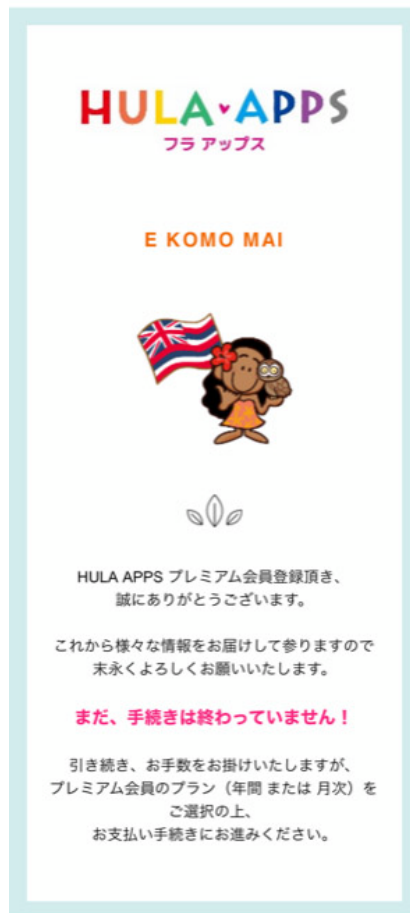 HULA♥APPS
フラ アップス
E KOMO MAI
HULA APPS プレミアム会員登録頂き、
誠にありがとうございます。
これから様々な情報をお届けして参りますので
末永くよろしくお願いいたします。
まだ、手続きは終わっていません！
引き続き、お手数をお掛けいたしますが、
プレミアム会員のプラン（年間 または 月次）を
ご選択の上、
お支払い手続きにお進みください。